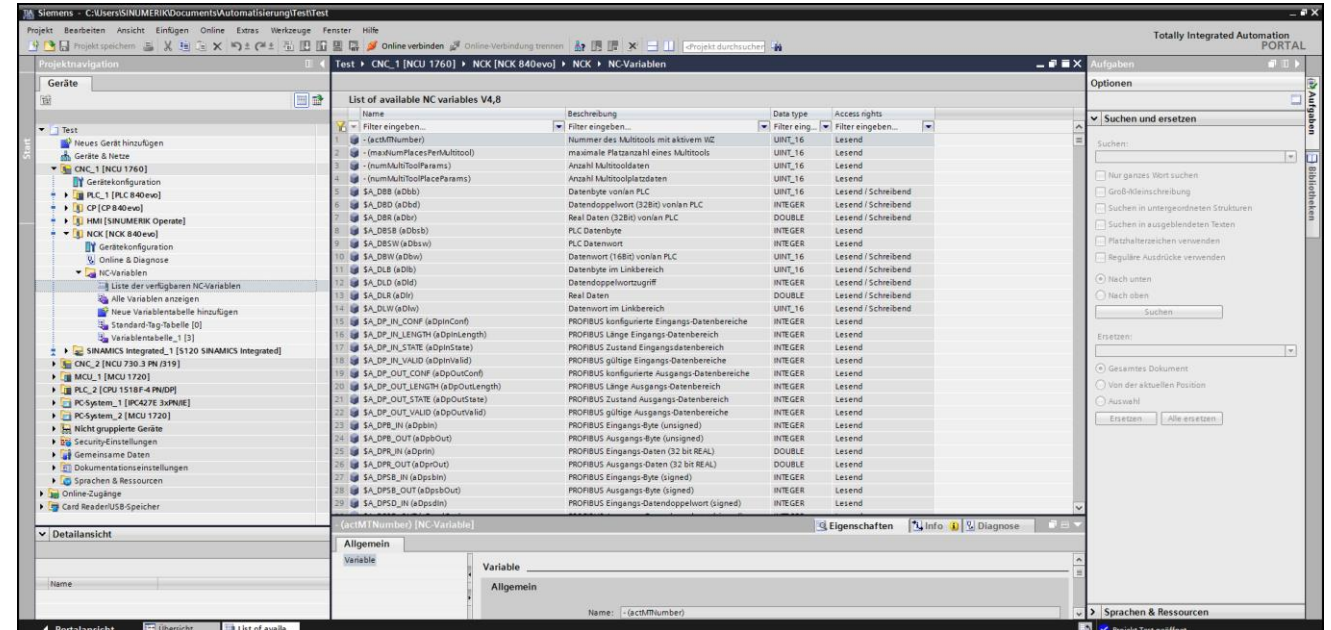 Siemens - C:\Users\SINUMERIK\Documents\Automatisierung\Test\Test
Projekt Bearbeiten Ansicht Einfügen Online Extras Werkzeuge Fenster Hilfe
Totally Integrated Automation
PORTAL
Projekt speichern Online verbinden Online-Verbindung trennen <Projekt durchsuchen
Projektnavigation
Geräte
Start
Test
Neues Gerät hinzufügen
Geräte & Netze
CNC_1 [NCU 1760]
Gerätekonfiguration
PLC_1 [PLC 840evo]
CP [CP 840evo]
HMI [SINUMERIK Operate]
NCK [NCK 840evo]
Gerätekonfiguration
Online & Diagnose
NC-Variablen
Liste der verfügbaren NC-Variablen
Alle Variablen anzeigen
Neue Variablentabelle hinzufügen
Standard-Tag-Tabelle [0]
Variablentabelle_1 [3]
SINAMICS Integrated_1 [S120 SINAMICS Integrated]
CNC_2 [NCU 730.3 PN /319]
MCU_1 [MCU 1720]
PLC_2 [CPU 1518F-4 PN/DP]
PC-System_1 [IPC427E 3xPN/IE]
PC-System_2 [MCU 1720]
Nicht gruppierte Geräte
Security-Einstellungen
Gemeinsame Daten
Dokumentationseinstellungen
Sprachen & Ressourcen
Online-Zugänge
Card Reader/USB-Speicher
Detailansicht
Name
Test ▸ CNC_1 [NCU 1760] ▸ NCK [NCK 840evo] ▸ NCK ▸ NC-Variablen
List of available NC variables V4,8
Name Beschreibung Data type Access rights
Filter eingeben... Filter eingeben... Filter eing... Filter eingeben...
1 - (actMTNumber) Nummer des Multitools mit aktivem WZ UINT_16 Lesend
2 - (maxNumPlacesPerMultitool) maximale Platzanzahl eines Multitools UINT_16 Lesend
3 - (numMultiToolParams) Anzahl Multitooldaten UINT_16 Lesend
4 - (numMultiToolPlaceParams) Anzahl Multitoolplatzdaten UINT_16 Lesend
5 $A_DBB (aDbb) Datenbyte von/an PLC UINT_16 Lesend / Schreibend
6 $A_DBD (aDbd) Datendoppelwort (32Bit) von/an PLC INTEGER Lesend / Schreibend
7 $A_DBR (aDbr) Real Daten (32Bit) von/an PLC DOUBLE Lesend / Schreibend
8 $A_DBSB (aDbsb) PLC Datenbyte INTEGER Lesend
9 $A_DBSW (aDbsw) PLC Datenwort INTEGER Lesend
10 $A_DBW (aDbw) Datenwort (16Bit) von/an PLC UINT_16 Lesend / Schreibend
11 $A_DLB (aDlb) Datenbyte im Linkbereich UINT_16 Lesend / Schreibend
12 $A_DLD (aDld) Datendoppelwortzugriff INTEGER Lesend / Schreibend
13 $A_DLR (aDlr) Real Daten DOUBLE Lesend / Schreibend
14 $A_DLW (aDlw) Datenwort im Linkbereich UINT_16 Lesend / Schreibend
15 $A_DP_IN_CONF (aDpInConf) PROFIBUS konfigurierte Eingangs-Datenbereiche INTEGER Lesend
16 $A_DP_IN_LENGTH (aDpInLength) PROFIBUS Länge Eingangs-Datenbereich INTEGER Lesend
17 $A_DP_IN_STATE (aDpInState) PROFIBUS Zustand Eingangsdatenbereich INTEGER Lesend
18 $A_DP_IN_VALID (aDpInValid) PROFIBUS gültige Eingangs-Datenbereiche INTEGER Lesend
19 $A_DP_OUT_CONF (aDpOutConf) PROFIBUS konfigurierte Ausgangs-Datenbereiche INTEGER Lesend
20 $A_DP_OUT_LENGTH (aDpOutLength) PROFIBUS Länge Ausgangs-Datenbereich INTEGER Lesend
21 $A_DP_OUT_STATE (aDpOutState) PROFIBUS Zustand Ausgangs-Datenbereich INTEGER Lesend
22 $A_DP_OUT_VALID (aDpOutValid) PROFIBUS gültige Ausgangs-Datenbereiche INTEGER Lesend
23 $A_DPB_IN (aDpbIn) PROFIBUS Eingangs-Byte (unsigned) INTEGER Lesend
24 $A_DPB_OUT (aDpbOut) PROFIBUS Ausgangs-Byte (unsigned) INTEGER Lesend
25 $A_DPR_IN (aDprIn) PROFIBUS Eingangs-Daten (32 bit REAL) DOUBLE Lesend
26 $A_DPR_OUT (aDprOut) PROFIBUS Ausgangs-Daten (32 bit REAL) DOUBLE Lesend
27 $A_DPSB_IN (aDpsbIn) PROFIBUS Eingangs-Byte (signed) INTEGER Lesend
28 $A_DPSB_OUT (aDpsbOut) PROFIBUS Ausgangs-Byte (signed) INTEGER Lesend
29 $A_DPSD_IN (aDpsdIn) PROFIBUS Eingangs-Datendoppelwort (signed) INTEGER Lesend
- (actMTNumber) [NC-Variable]
Eigenschaften Info Diagnose
Allgemein
Variable
Variable
Allgemein
Name: - (actMTNumber)
Aufgaben
Optionen
Suchen und ersetzen
Suchen:
Nur ganzes Wort suchen
Groß-/Kleinschreibung
Suchen in untergeordneten Strukturen
Suchen in ausgeblendeten Texten
Platzhalterzeichen verwenden
Reguläre Ausdrücke verwenden
Nach unten
Nach oben
Suchen
Ersetzen:
Gesamtes Dokument
Von der aktuellen Position
Auswahl
Ersetzen Alle ersetzen
Sprachen & Ressourcen
Aufgaben
Bibliotheken
Portalansicht Übersicht List of availa... Projekt Test geöffnet